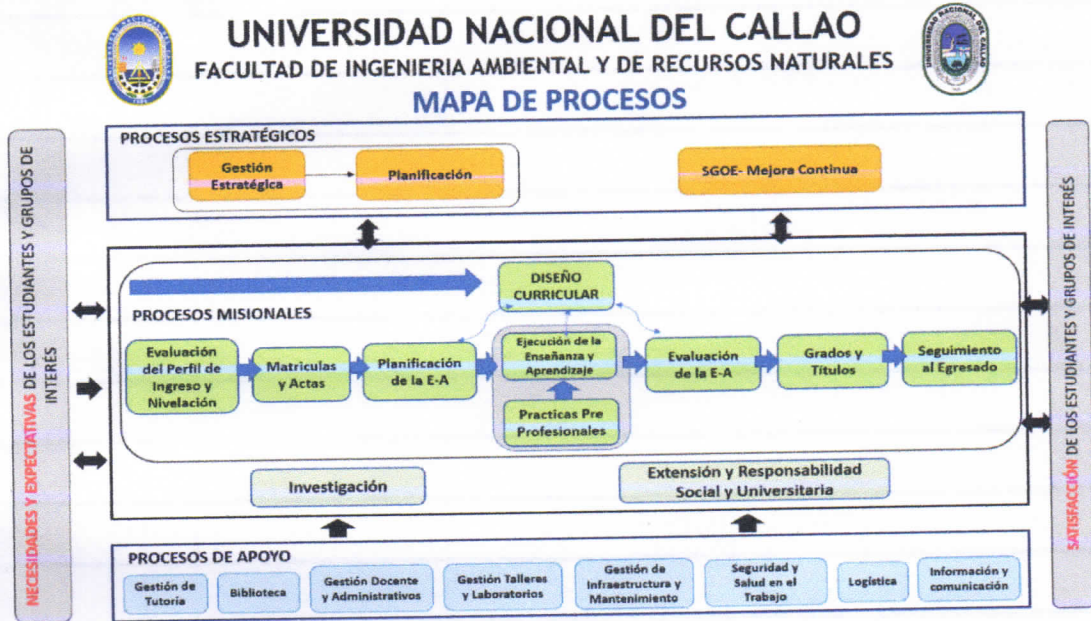 UNIVERSIDAD NACIONAL DEL CALLAO
FACULTAD DE INGENIERIA AMBIENTAL Y DE RECURSOS NATURALES
MAPA DE PROCESOS
NECESIDADES Y EXPECTATIVAS DE LOS ESTUDIANTES Y GRUPOS DE
INTERÉS
PROCESOS ESTRATÉGICOS
Gestión
Estratégica
Planificación
SGOE- Mejora Continua
DISEÑO
CURRICULAR
PROCESOS MISIONALES
Evaluación
del Perfil de
Ingreso y
Nivelación
Matriculas
y Actas
Planificación
de la E-A
Ejecución de la
Enseñanza y
Aprendizaje
Practicas Pre
Profesionales
Evaluación
de la E-A
Grados y
Títulos
Seguimiento
al Egresado
Investigación
Extensión y Responsabilidad
Social y Universitaria
PROCESOS DE APOYO
Gestión de
Tutoría
Biblioteca
Gestión Docente
y Administrativos
Gestión Talleres
y Laboratorios
Gestión de
Infraestructura y
Mantenimiento
Seguridad y
Salud en el
Trabajo
Logística
Información y
comunicación
SATISFACCIÓN DE LOS ESTUDIANTES Y GRUPOS DE INTERÉS
UNIVERSIDAD NACIONAL DEL CALLAO